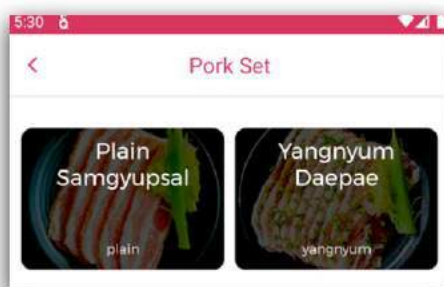 5:30
Pork Set
Plain
Samgyupsal
plain
Yangnyum
Daepae
yangnyum